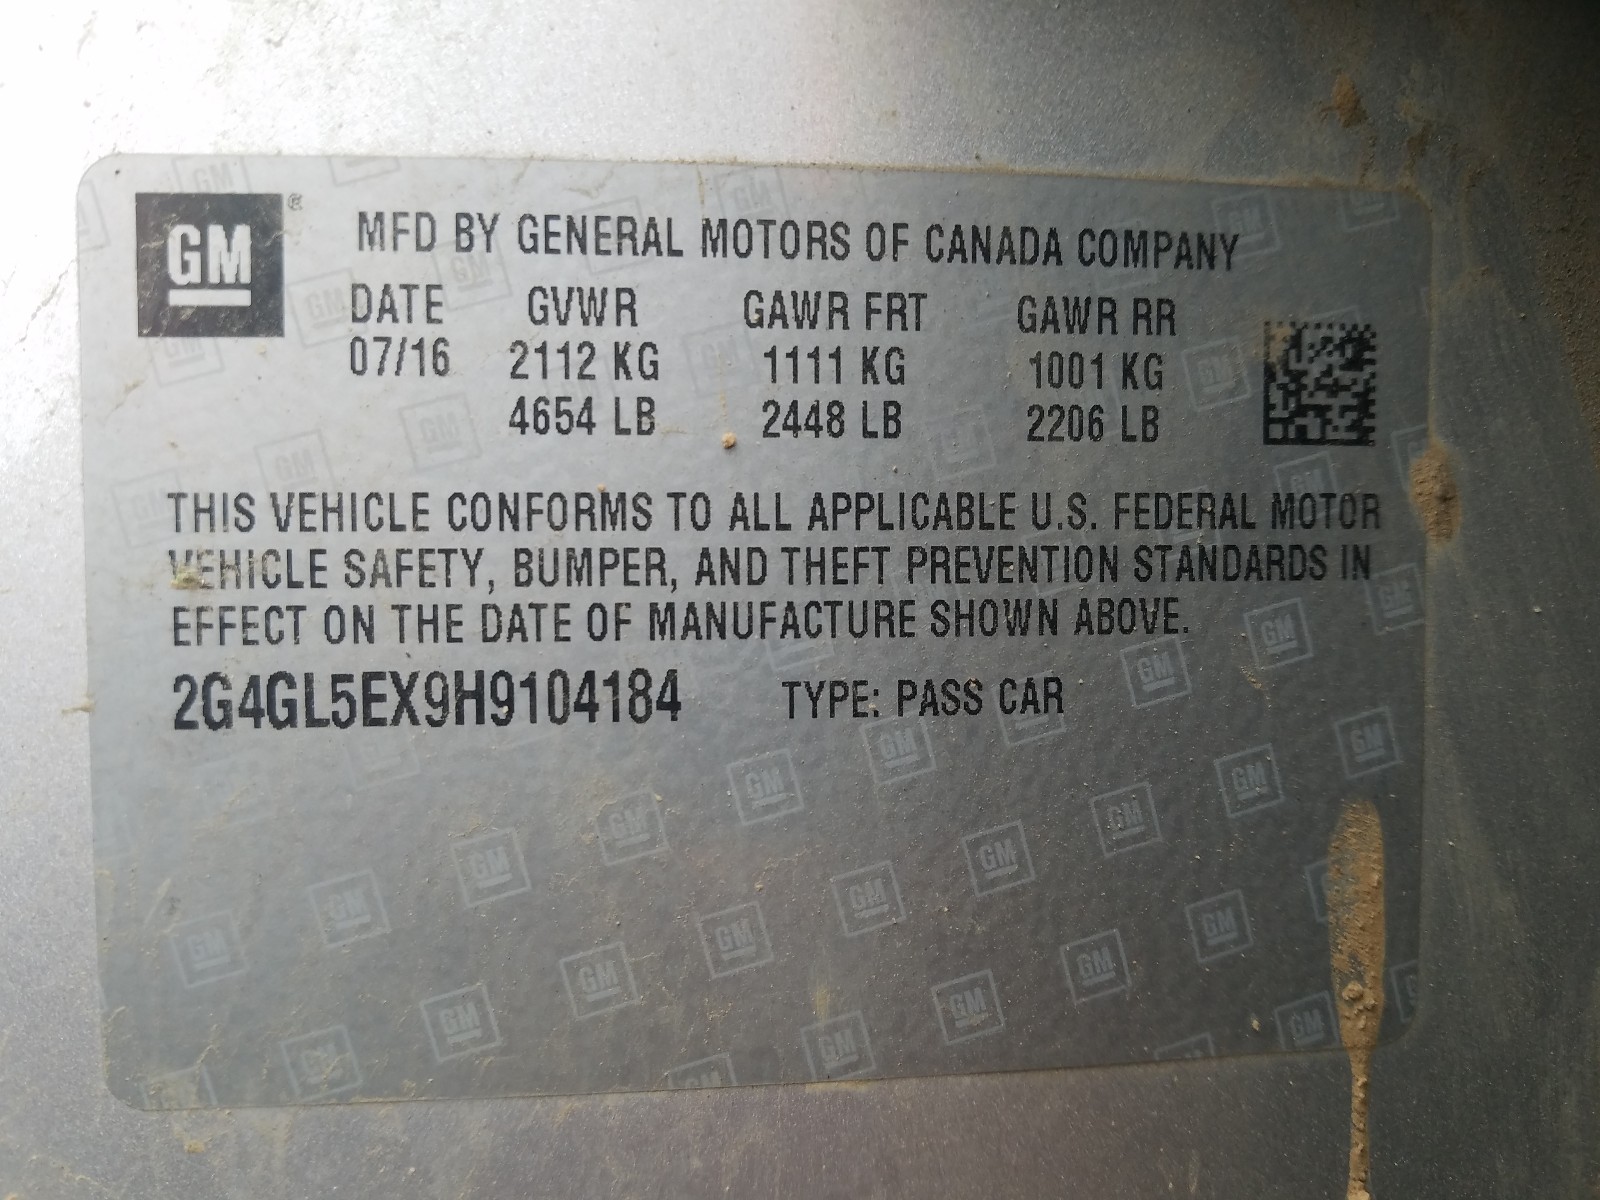 GM®
MFD BY GENERAL MOTORS OF CANADA COMPANY
DATE GVWR GAWR FRT GAWR RR
07/16 2112 KG 1111 KG 1001 KG
4654 LB 2448 LB 2206 LB
THIS VEHICLE CONFORMS TO ALL APPLICABLE U.S. FEDERAL MOTOR
VEHICLE SAFETY, BUMPER, AND THEFT PREVENTION STANDARDS IN
EFFECT ON THE DATE OF MANUFACTURE SHOWN ABOVE.
2G4GL5EX9H9104184 TYPE: PASS CAR